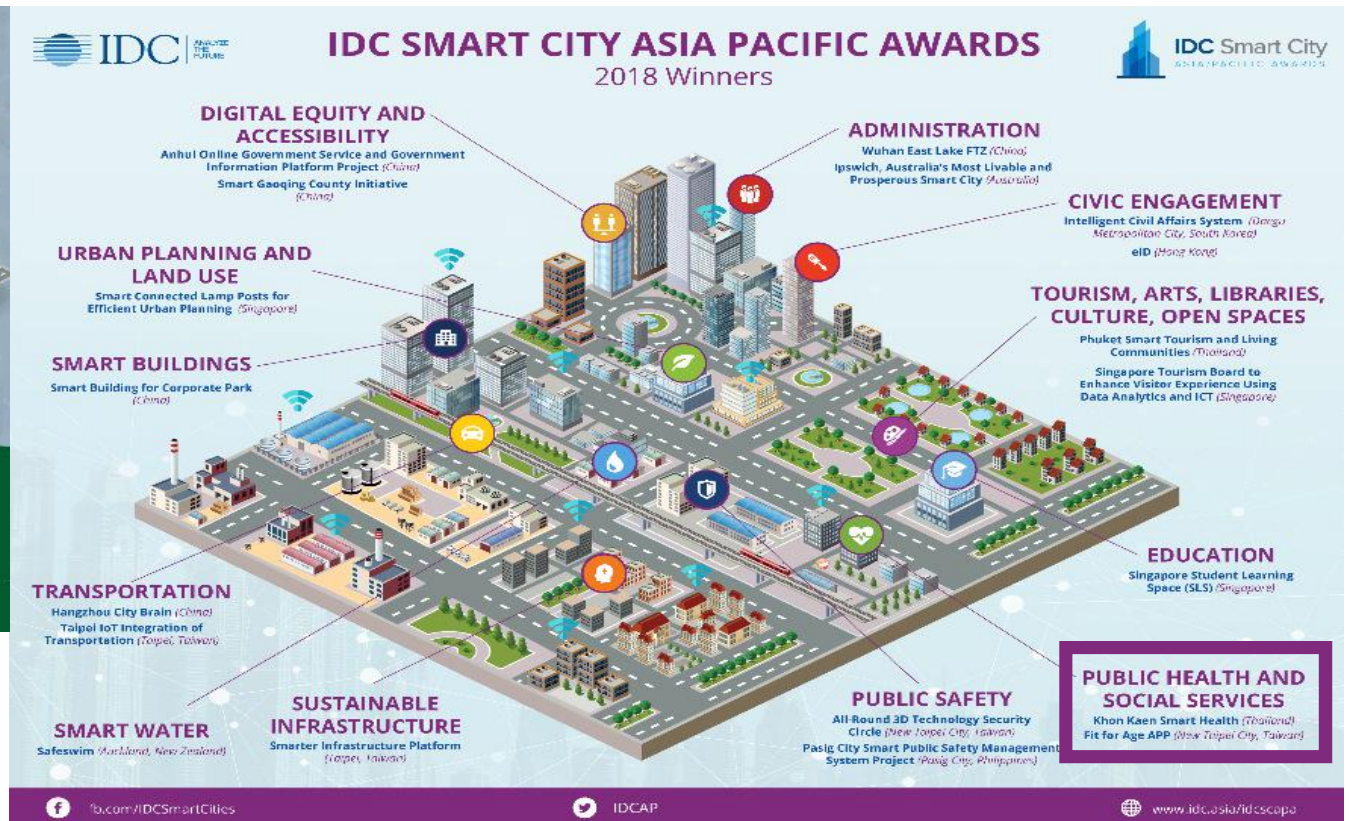 IDC
ANALYZE
THE
FUTURE
IDC SMART CITY ASIA PACIFIC AWARDS
2018 Winners
IDC Smart City
ASIA/PACIFIC AWARDS
DIGITAL EQUITY AND
ACCESSIBILITY
Anhui Online Government Service and Government
Information Platform Project (China)
Smart Gaoqing County Initiative
(China)
ADMINISTRATION
Wuhan East Lake FTZ (China)
Ipswich, Australia's Most Livable and
Prosperous Smart City (Australia)
CIVIC ENGAGEMENT
Intelligent Civil Affairs System (Daegu
Metropolitan City, South Korea)
eID (Hong Kong)
URBAN PLANNING AND
LAND USE
Smart Connected Lamp Posts for
Efficient Urban Planning (Singapore)
TOURISM, ARTS, LIBRARIES,
CULTURE, OPEN SPACES
Phuket Smart Tourism and Living
Communities (Thailand)
Singapore Tourism Board to
Enhance Visitor Experience Using
Data Analytics and ICT (Singapore)
SMART BUILDINGS
Smart Building for Corporate Park
(China)
EDUCATION
Singapore Student Learning
Space (SLS) (Singapore)
TRANSPORTATION
Hangzhou City Brain (China)
Taipei IoT Integration of
Transportation (Taipei, Taiwan)
SMART WATER
Safeswim (Auckland, New Zealand)
SUSTAINABLE
INFRASTRUCTURE
Smarter Infrastructure Platform
(Taipei, Taiwan)
PUBLIC SAFETY
All-Round 3D Technology Security
Circle (New Taipei City, Taiwan)
Pasig City Smart Public Safety Management
System Project (Pasig City, Philippines)
PUBLIC HEALTH AND
SOCIAL SERVICES
Khon Kaen Smart Health (Thailand)
Fit for Age APP (New Taipei City, Taiwan)
fb.com/IDCSmartCities
IDCAP
www.idc.asia/idcscapa